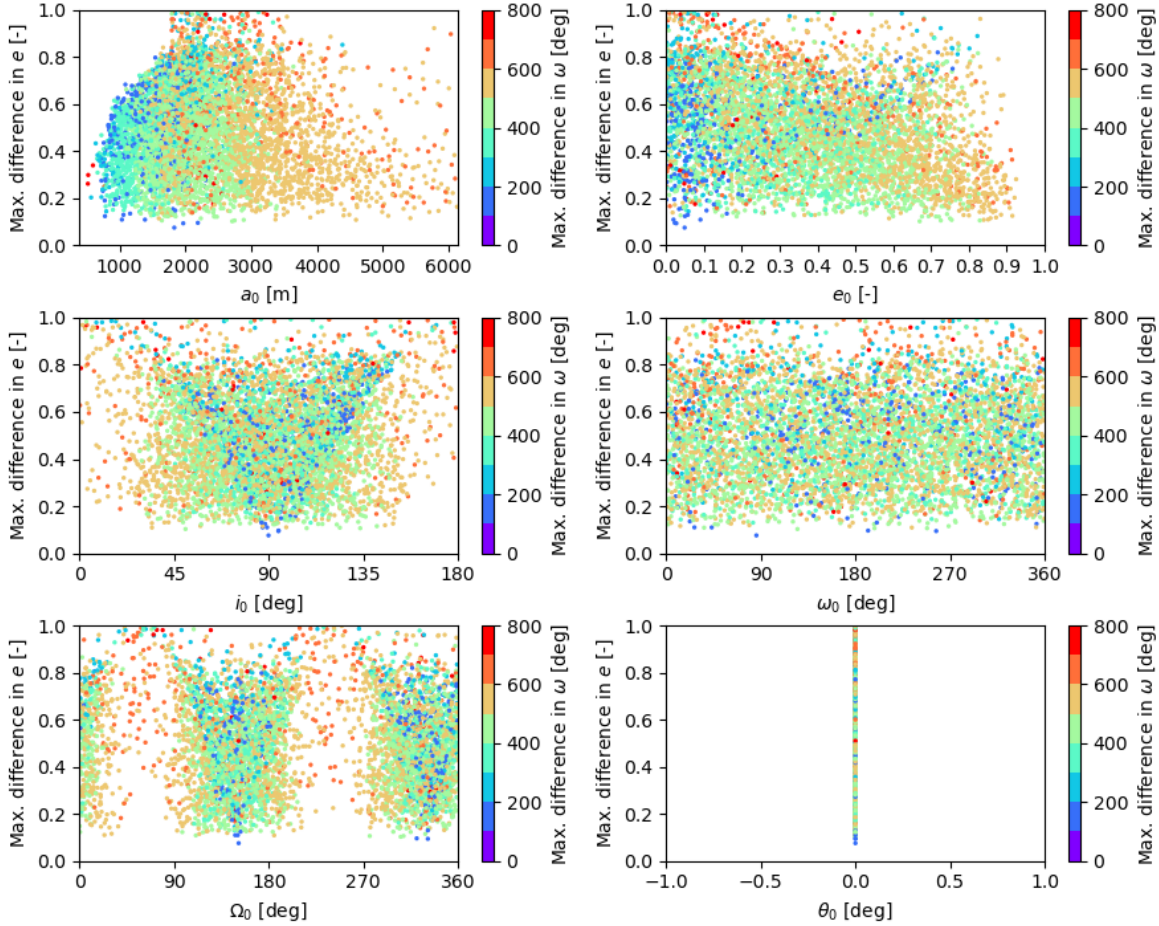 1.0
0.8
0.6
0.4
0.2
0.0
Max. difference in e [-]
1000 2000 3000 4000 5000 6000
a₀ [m]
800
600
400
200
0
Max. difference in ω [deg]
1.0
0.8
0.6
0.4
0.2
0.0
Max. difference in e [-]
0.0 0.1 0.2 0.3 0.4 0.5 0.6 0.7 0.8 0.9 1.0
e₀ [-]
800
600
400
200
0
Max. difference in ω [deg]
1.0
0.8
0.6
0.4
0.2
0.0
Max. difference in e [-]
0 45 90 135 180
i₀ [deg]
800
600
400
200
0
Max. difference in ω [deg]
1.0
0.8
0.6
0.4
0.2
0.0
Max. difference in e [-]
0 90 180 270 360
ω₀ [deg]
800
600
400
200
0
Max. difference in ω [deg]
1.0
0.8
0.6
0.4
0.2
0.0
Max. difference in e [-]
0 90 180 270 360
Ω₀ [deg]
800
600
400
200
0
Max. difference in ω [deg]
1.0
0.8
0.6
0.4
0.2
0.0
Max. difference in e [-]
−1.0 −0.5 0.0 0.5 1.0
θ₀ [deg]
800
600
400
200
0
Max. difference in ω [deg]